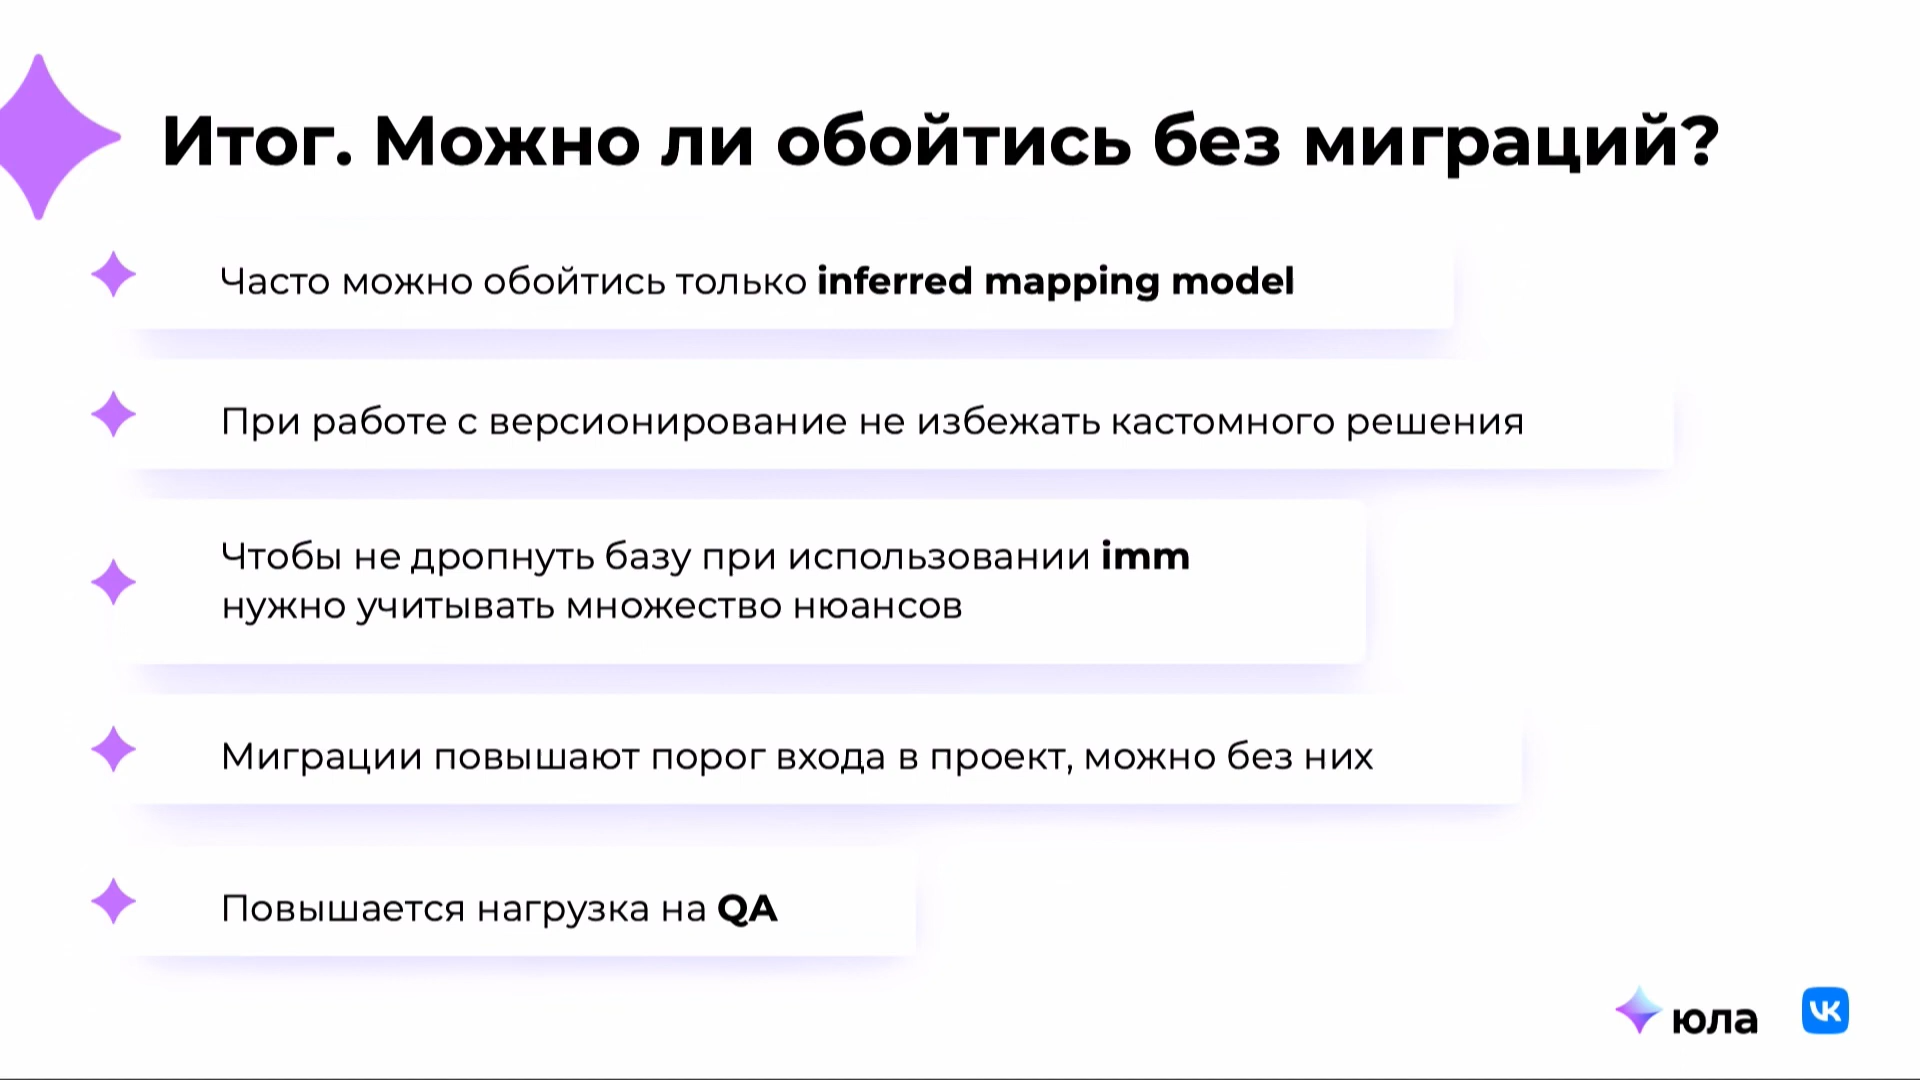 Итог. Можно ли обойтись без миграций?
Часто можно обойтись только inferred mapping model
При работе с версионирование не избежать кастомного решения
Чтобы не дропнуть базу при использовании imm
нужно учитывать множество нюансов
Миграции повышают порог входа в проект, можно без них
Повышается нагрузка на QA
юла
VK